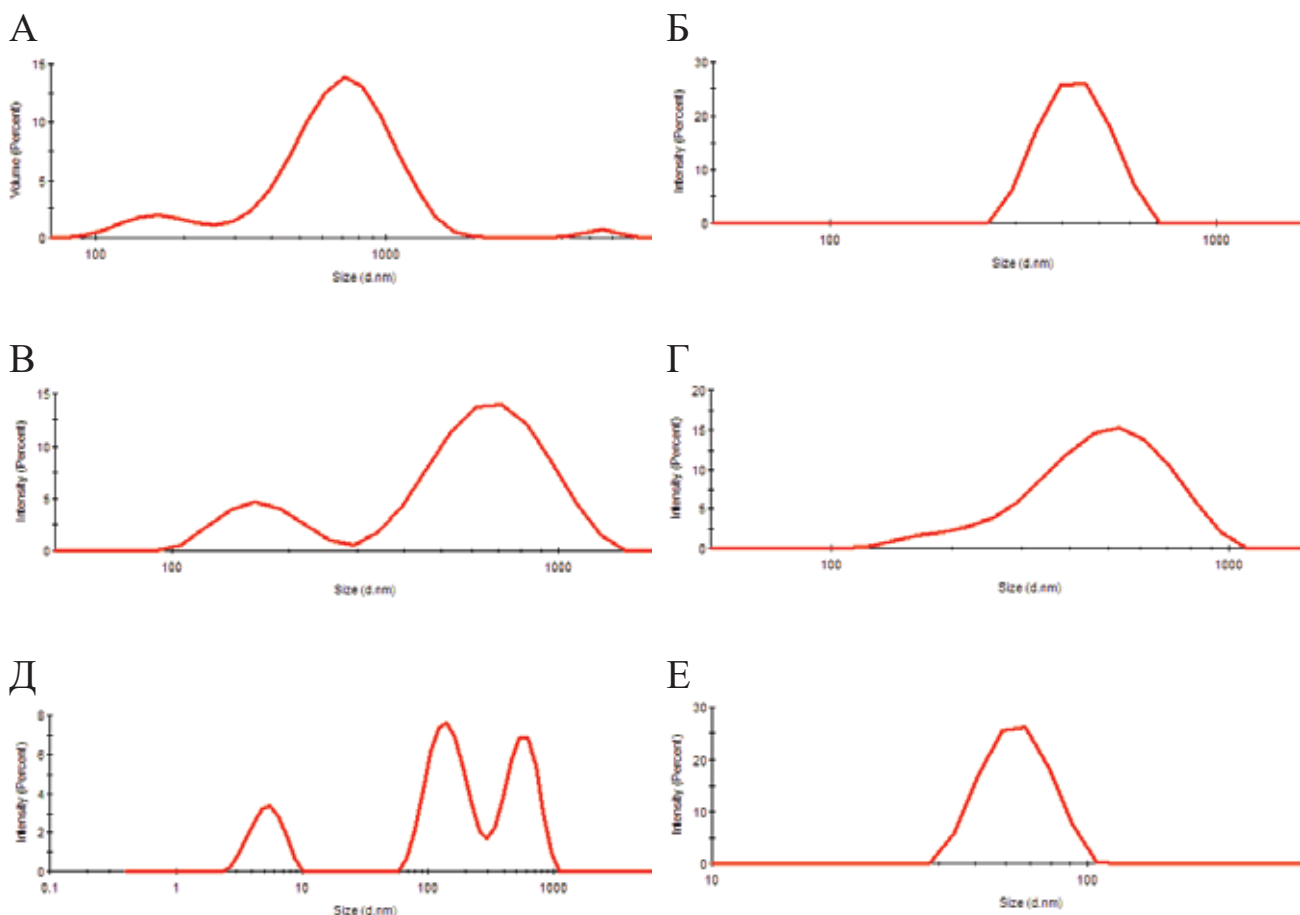 А
Б
15
10
5
0
Volume (Percent)
100
1000
Size (d.nm)
30
20
10
0
Intensity (Percent)
100
1000
Size (d.nm)
В
Г
15
10
5
0
Intensity (Percent)
100
1000
Size (d.nm)
20
15
10
5
0
Intensity (Percent)
100
1000
Size (d.nm)
Д
Е
8
6
4
2
0
Intensity (Percent)
0.1
1
10
100
1000
Size (d.nm)
30
20
10
0
Intensity (Percent)
10
100
Size (d.nm)